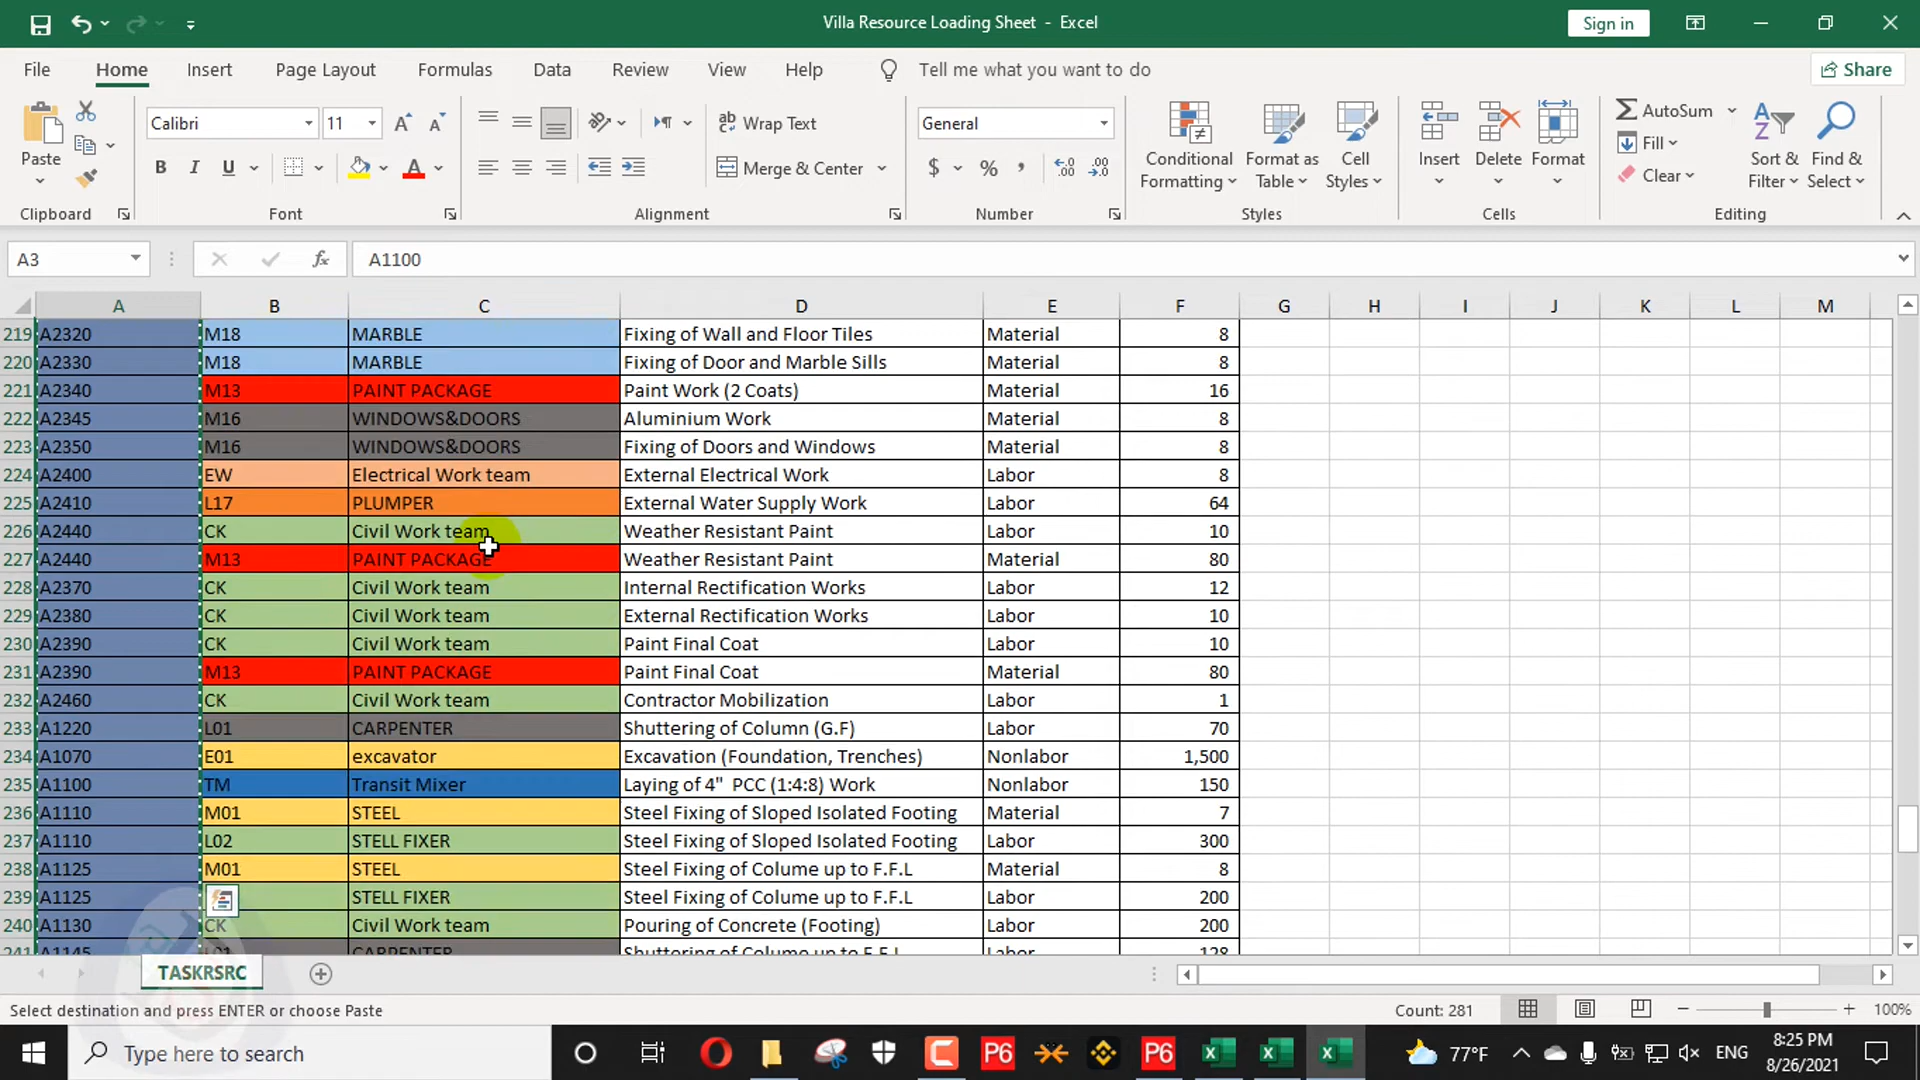 Villa Resource Loading Sheet - Excel
Sign in
File Home Insert Page Layout Formulas Data Review View Help Tell me what you want to do Share
Paste
Calibri 11
B I U
Wrap Text
Merge & Center
General
$ % ,
Conditional Formatting
Format as Table
Cell Styles
Insert Delete Format
AutoSum
Fill
Clear
Sort & Filter
Find & Select
Clipboard Font Alignment Number Styles Cells Editing
A3 fx A1100
A B C D E F G H I J K L M
219 A2320 M18 MARBLE Fixing of Wall and Floor Tiles Material 8
220 A2330 M18 MARBLE Fixing of Door and Marble Sills Material 8
221 A2340 M13 PAINT PACKAGE Paint Work (2 Coats) Material 16
222 A2345 M16 WINDOWS&DOORS Aluminium Work Material 8
223 A2350 M16 WINDOWS&DOORS Fixing of Doors and Windows Material 8
224 A2400 EW Electrical Work team External Electrical Work Labor 8
225 A2410 L17 PLUMPER External Water Supply Work Labor 64
226 A2440 CK Civil Work team Weather Resistant Paint Labor 10
227 A2440 M13 PAINT PACKAGE Weather Resistant Paint Material 80
228 A2370 CK Civil Work team Internal Rectification Works Labor 12
229 A2380 CK Civil Work team External Rectification Works Labor 10
230 A2390 CK Civil Work team Paint Final Coat Labor 10
231 A2390 M13 PAINT PACKAGE Paint Final Coat Material 80
232 A2460 CK Civil Work team Contractor Mobilization Labor 1
233 A1220 L01 CARPENTER Shuttering of Column (G.F) Labor 70
234 A1070 E01 excavator Excavation (Foundation, Trenches) Nonlabor 1,500
235 A1100 TM Transit Mixer Laying of 4" PCC (1:4:8) Work Nonlabor 150
236 A1110 M01 STEEL Steel Fixing of Sloped Isolated Footing Material 7
237 A1110 L02 STELL FIXER Steel Fixing of Sloped Isolated Footing Labor 300
238 A1125 M01 STEEL Steel Fixing of Colume up to F.F.L Material 8
239 A1125 STELL FIXER Steel Fixing of Colume up to F.F.L Labor 200
240 A1130 CK Civil Work team Pouring of Concrete (Footing) Labor 200
241 A1145 L01 CARPENTER Shuttering of Colume up to F.F.L Labor 128
TASKRSRC
Select destination and press ENTER or choose Paste
Count: 281
100%
Type here to search
P6 P6
77°F
ENG
8:25 PM
8/26/2021